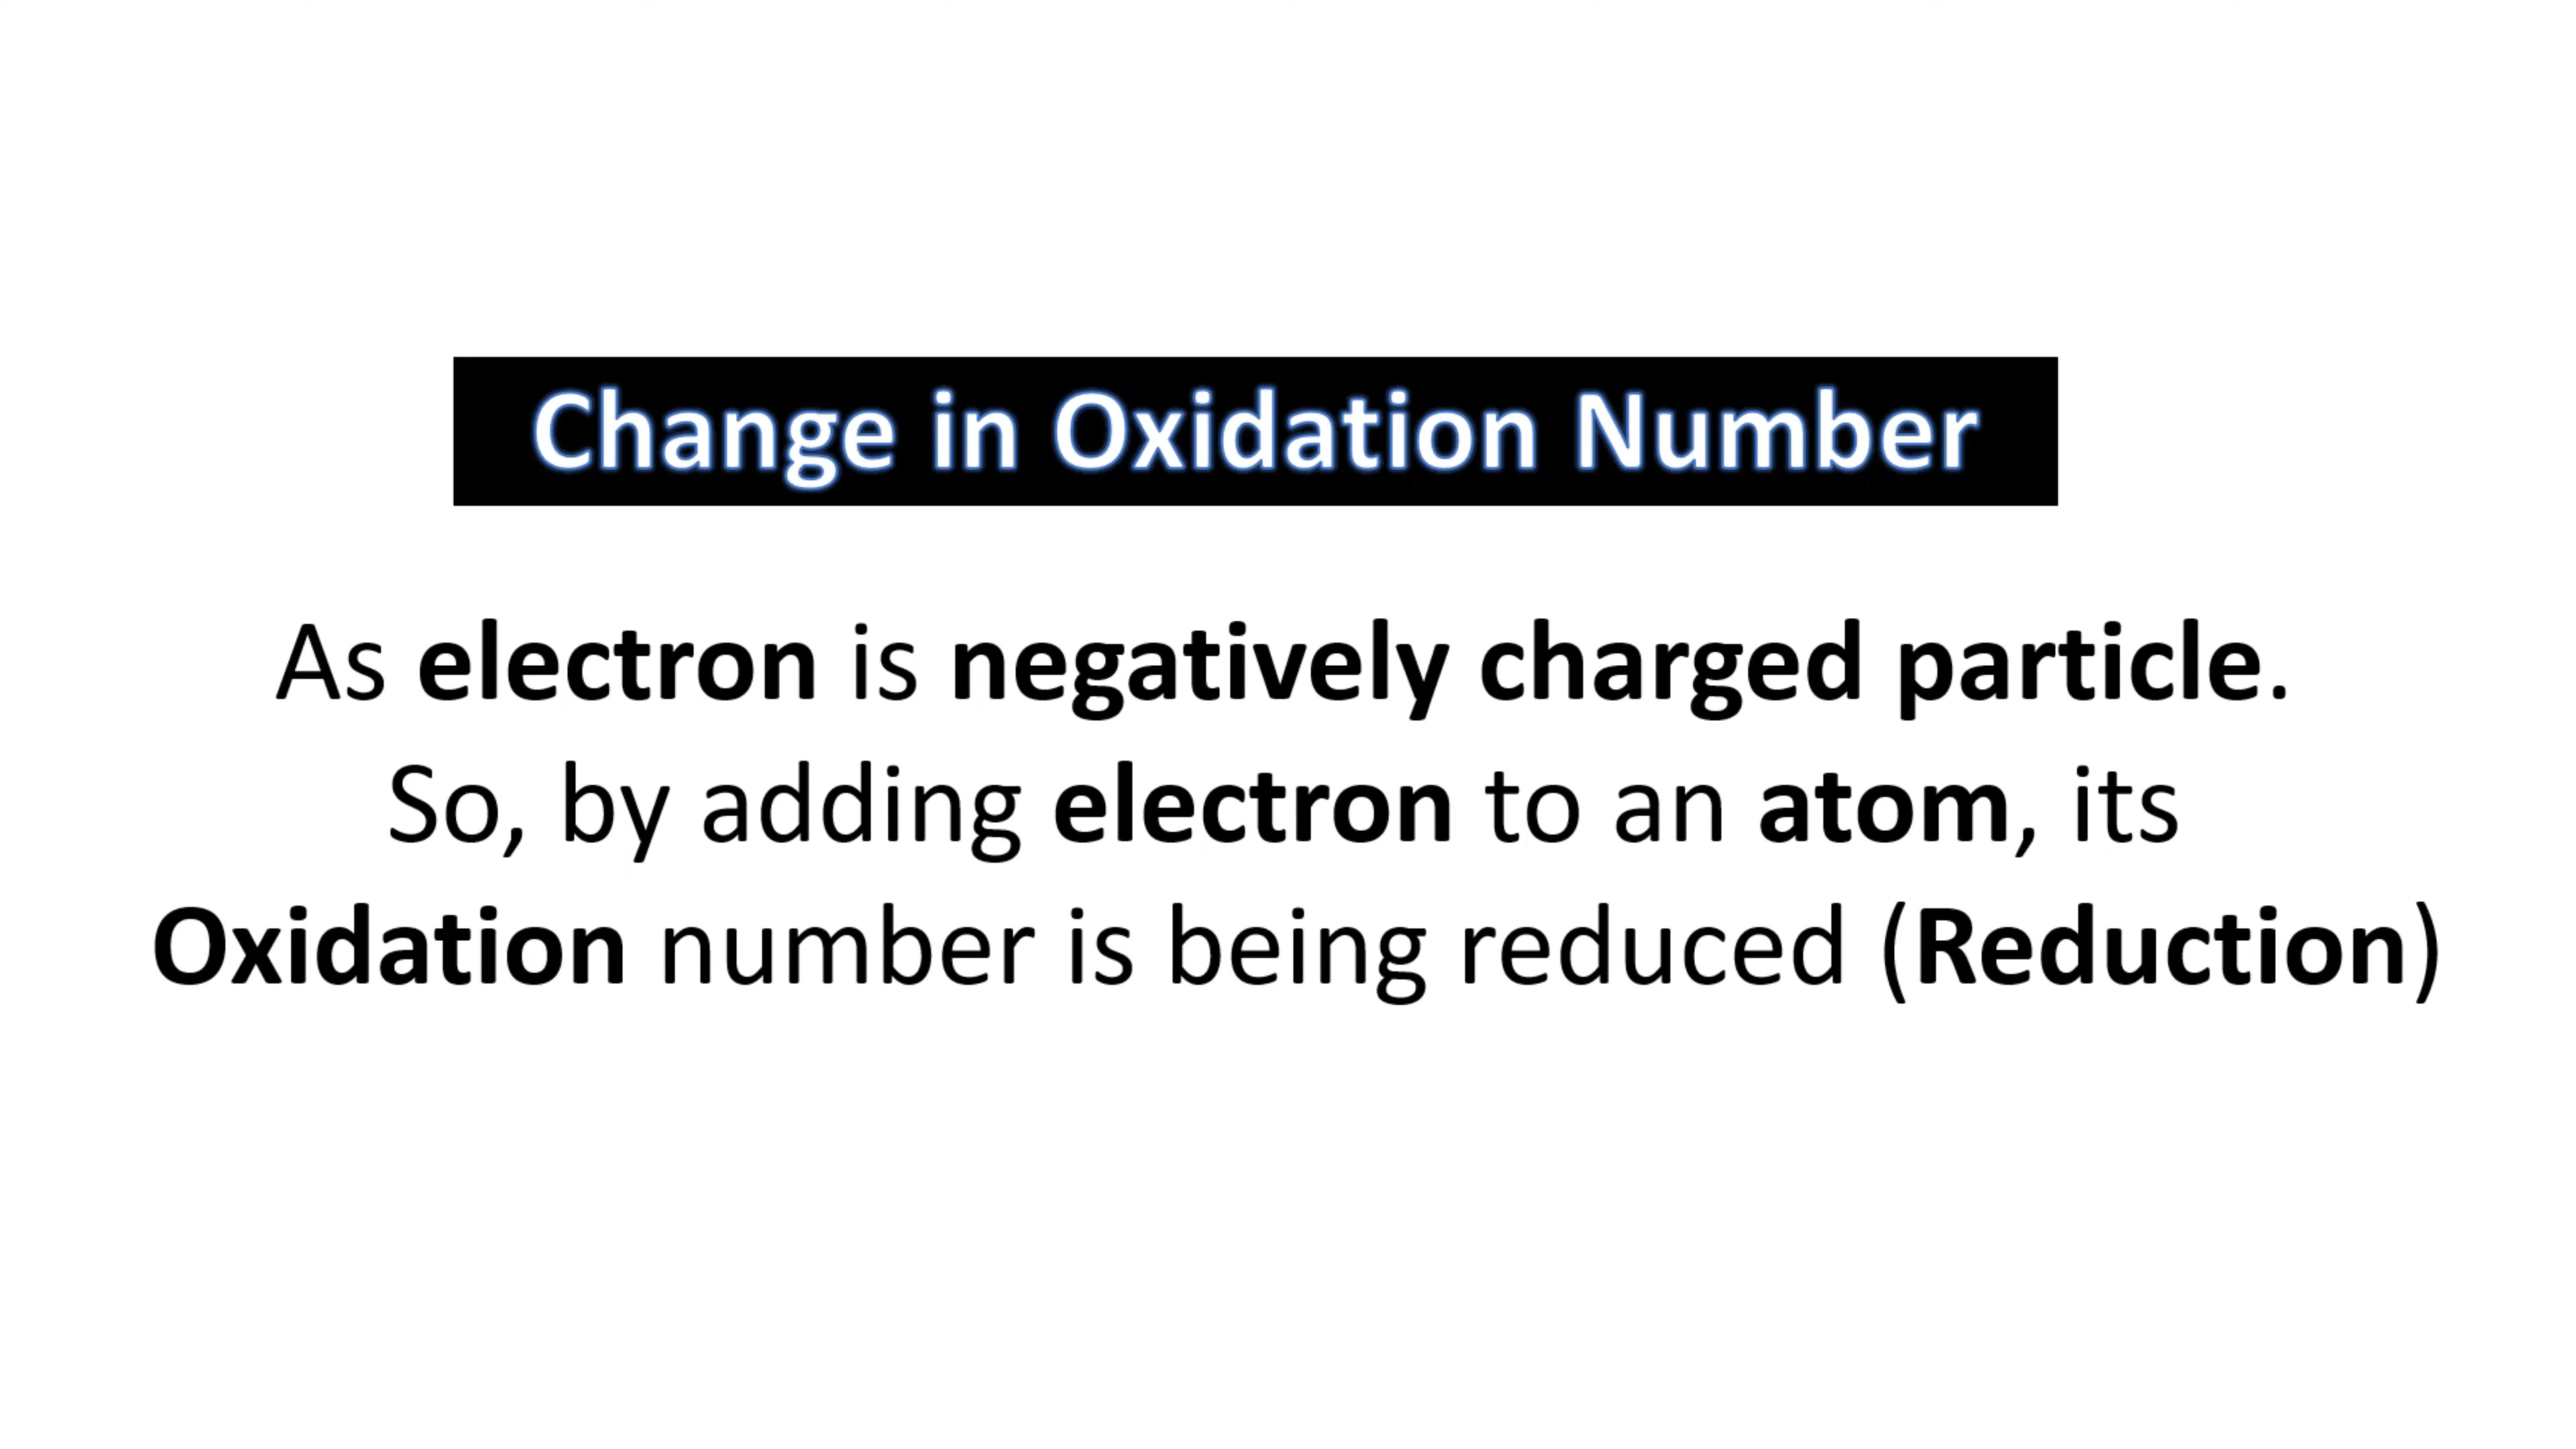 Change in Oxidation Number
As electron is negatively charged particle.
So, by adding electron to an atom, its
Oxidation number is being reduced (Reduction)